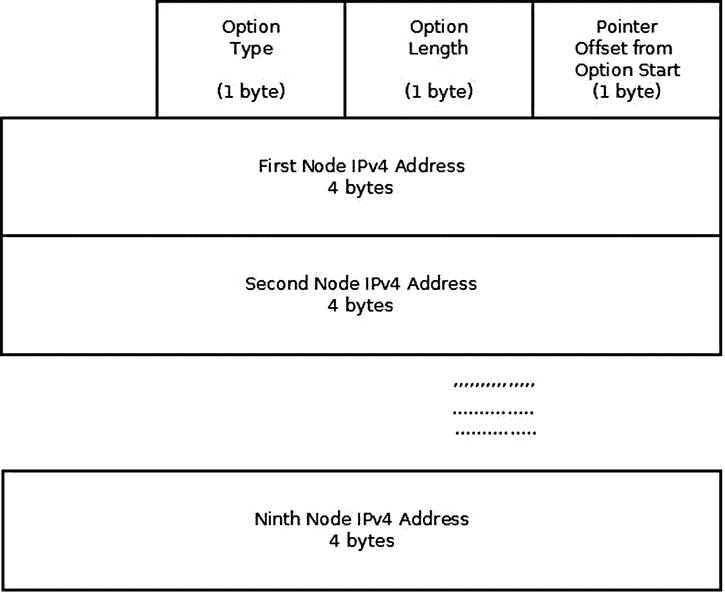 Option
Type
(1 byte)
Option
Length
(1 byte)
Pointer
Offset from
Option Start
(1 byte)
First Node IPv4 Address
4 bytes
Second Node IPv4 Address
4 bytes
,,,,,,,,,,,,,,,
...............
...............
Ninth Node IPv4 Address
4 bytes